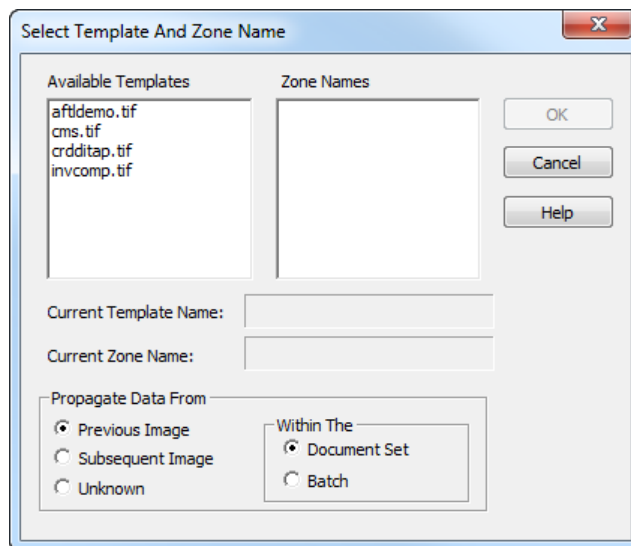 Select Template And Zone Name
Available Templates
Zone Names
aftldemo.tif
cms.tif
crdditap.tif
invcomp.tif
OK
Cancel
Help
Current Template Name:
Current Zone Name:
Propagate Data From
Previous Image
Subsequent Image
Unknown
Within The
Document Set
Batch